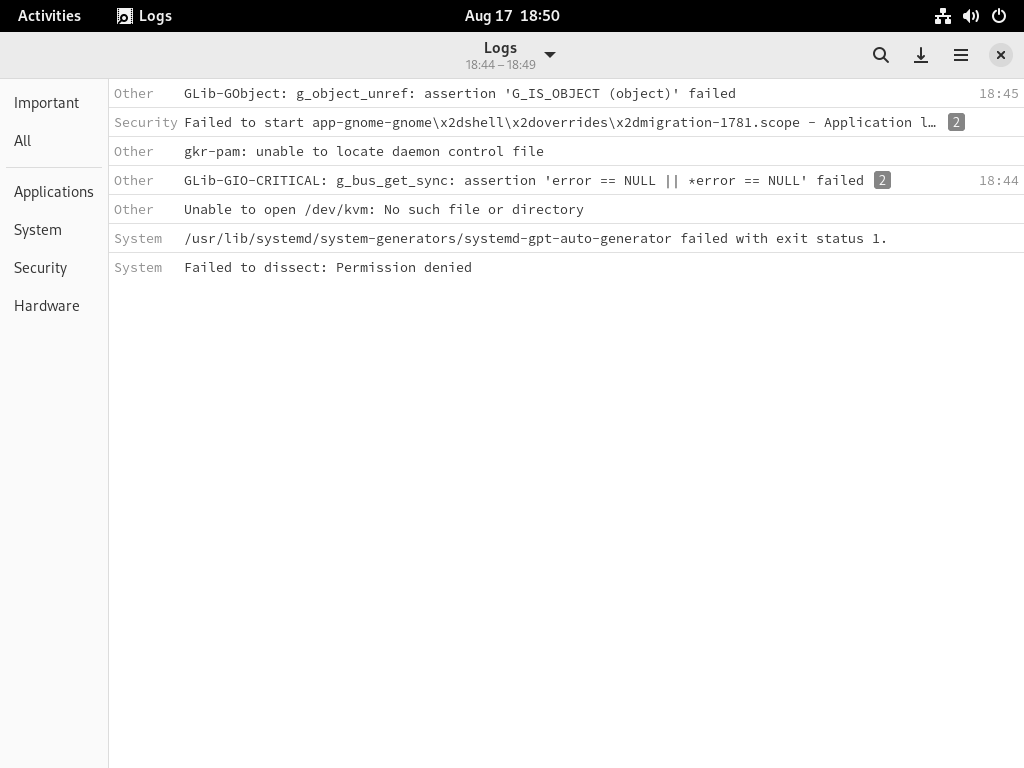 Activities Logs Aug 17 18:50
Logs
18:44 – 18:49
Important
All
Applications
System
Security
Hardware
Other GLib-GObject: g_object_unref: assertion 'G_IS_OBJECT (object)' failed 18:45
Security Failed to start app-gnome-gnome\x2dshell\x2doverrides\x2dmigration-1781.scope - Application l… 2
Other gkr-pam: unable to locate daemon control file
Other GLib-GIO-CRITICAL: g_bus_get_sync: assertion 'error == NULL || *error == NULL' failed 2 18:44
Other Unable to open /dev/kvm: No such file or directory
System /usr/lib/systemd/system-generators/systemd-gpt-auto-generator failed with exit status 1.
System Failed to dissect: Permission denied